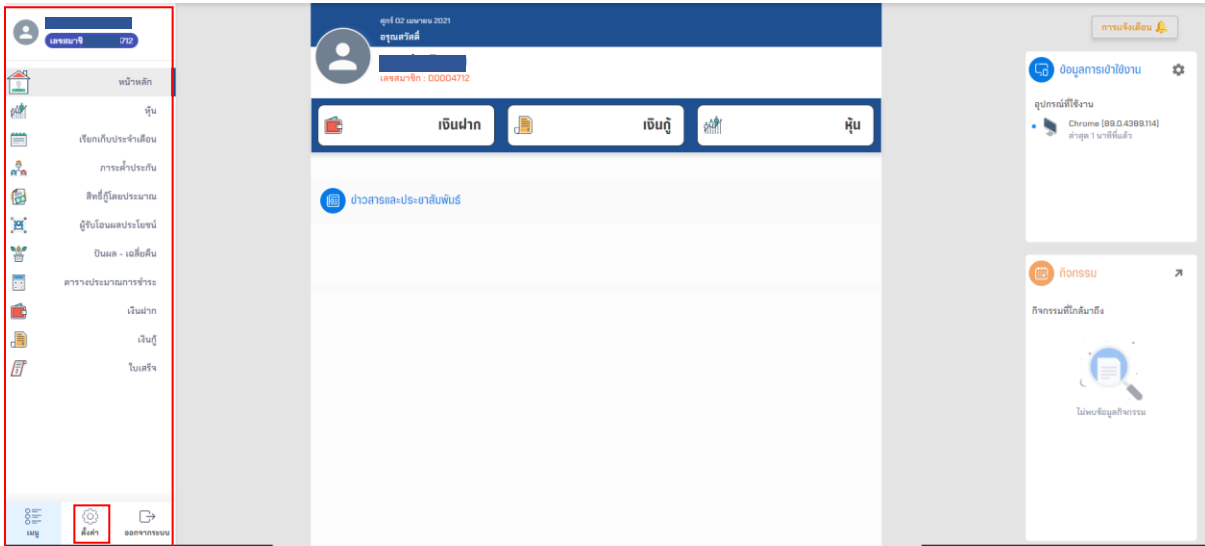 เลขสมาชิ 712
หน้าหลัก
หุ้น
เรียกเก็บประจำเดือน
ภาระค้ำประกัน
สิทธิ์กู้โดยประมาณ
ผู้รับโอนผลประโยชน์
ปันผล - เฉลี่ยคืน
ตารางประมาณการชำระ
เงินฝาก
เงินกู้
ใบเสร็จ
เมนู
ตั้งค่า
ออกจากระบบ
ศุกร์ 02 เมษายน 2021
อรุณสวัสดิ์
เลขสมาชิก : 00004712
เงินฝาก
เงินกู้
หุ้น
ข่าวสารและประชาสัมพันธ์
การแจ้งเตือน
ข้อมูลการเข้าใช้งาน
อุปกรณ์ที่ใช้งาน
Chrome (89.0.4389.114)
ล่าสุด 1 นาทีที่แล้ว
กิจกรรม
กิจกรรมที่ใกล้มาถึง
ไม่พบข้อมูลกิจกรรม